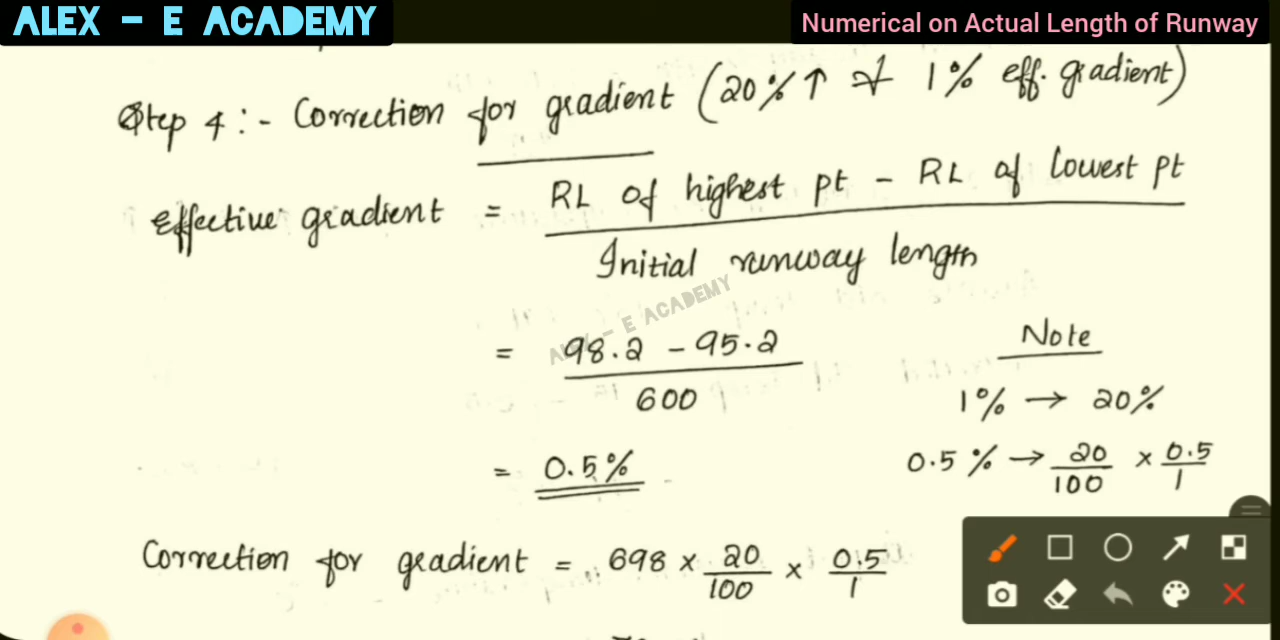 ALEX - E ACADEMY
Numerical on Actual Length of Runway
Step 4:- Correction for gradient (20% ↑ 1% eff. gradient)
effective gradient = RL of highest pt - RL of lowest pt
Initial runway length
ALEX - E ACADEMY
= 98.2 - 95.2
600
= 0.5%
Note
1% → 20%
0.5% → 20/100 × 0.5/1
Correction for gradient = 698 × 20/100 × 0.5/1